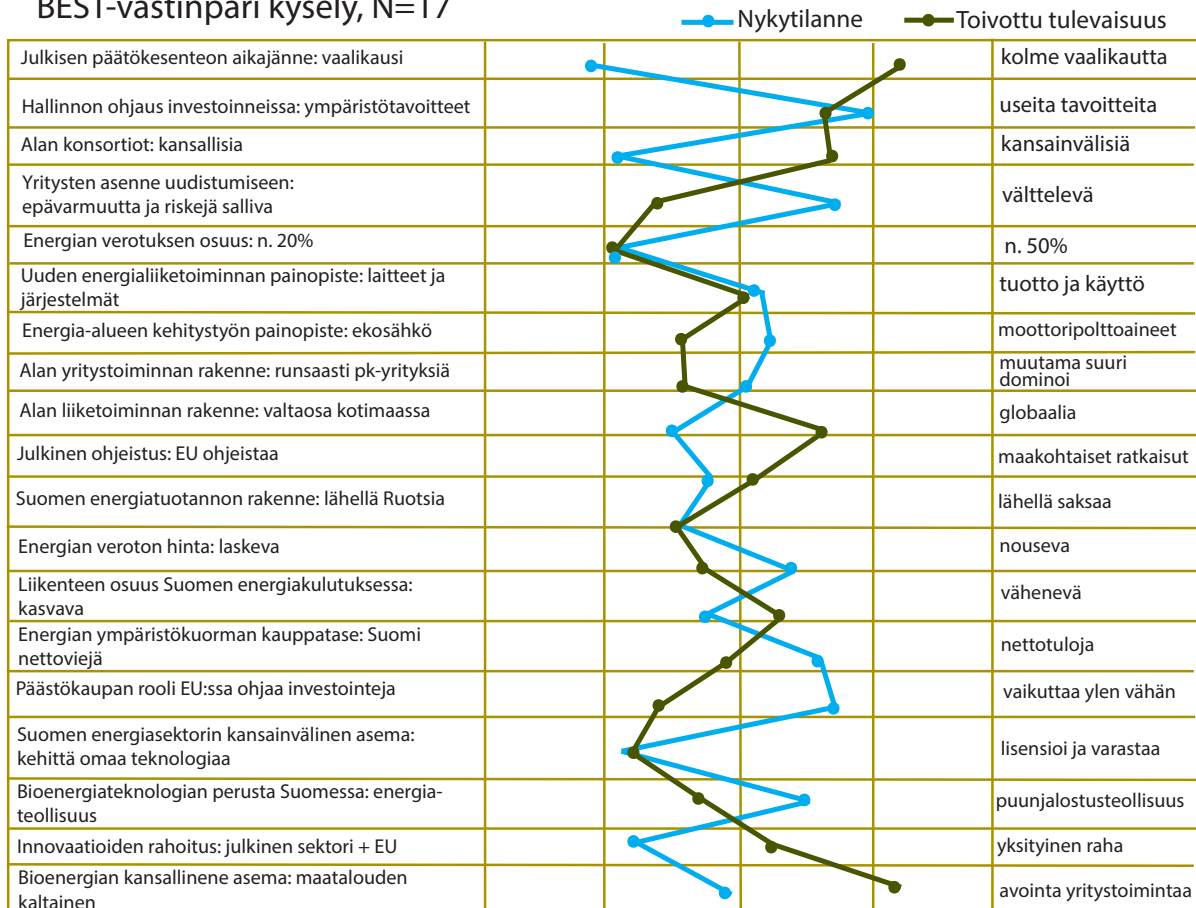 BEST-vastinpari kysely, N=17
Nykytilanne
Toivottu tulevaisuus
Julkisen päätökesenteon aikajänne: vaalikausi
kolme vaalikautta
Hallinnon ohjaus investoinneissa: ympäristötavoitteet
useita tavoitteita
Alan konsortiot: kansallisia
kansainvälisiä
Yritysten asenne uudistumiseen:
epävarmuutta ja riskejä salliva
välttelevä
Energian verotuksen osuus: n. 20%
n. 50%
Uuden energialiiketoiminnan painopiste: laitteet ja
järjestelmät
tuotto ja käyttö
Energia-alueen kehitystyön painopiste: ekosähkö
moottoripolttoaineet
Alan yritystoiminnan rakenne: runsaasti pk-yrityksiä
muutama suuri
dominoi
Alan liiketoiminnan rakenne: valtaosa kotimaassa
globaalia
Julkinen ohjeistus: EU ohjeistaa
maakohtaiset ratkaisut
Suomen energiatuotannon rakenne: lähellä Ruotsia
lähellä saksaa
Energian veroton hinta: laskeva
nouseva
Liikenteen osuus Suomen energiakulutuksessa:
kasvava
vähenevä
Energian ympäristökuorman kauppatase: Suomi
nettoviejä
nettotuloja
Päästökaupan rooli EU:ssa ohjaa investointeja
vaikuttaa ylen vähän
Suomen energiasektorin kansainvälinen asema:
kehittä omaa teknologiaa
lisensioi ja varastaa
Bioenergiateknologian perusta Suomessa: energia-
teollisuus
puunjalostusteollisuus
Innovaatioiden rahoitus: julkinen sektori + EU
yksityinen raha
Bioenergian kansallinene asema: maatalouden
kaltainen
avointa yritystoimintaa